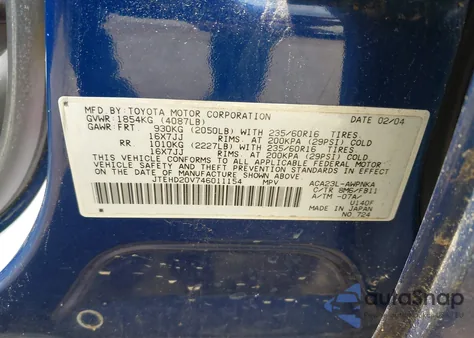 MFD.BY:TOYOTA MOTOR CORPORATION DATE 02/04
GVWR 1854KG (4087LB)
GAWR: FRT 930KG (2050LB) WITH 235/60R16 TIRES.
16X7JJ RIMS AT 200KPA (29PSI) COLD
RR 1010KG (2227LB) WITH 235/60R16 TIRES.
16X7JJ RIMS AT 200KPA (29PSI) COLD
THIS VEHICLE CONFORMS TO ALL APPLICABLE FEDERAL MOTOR
VEHICLE SAFETY, BUMPER, AND THEFT PREVENTION STANDARDS
IN EFFECT ON THE DATE OF MANUFACTURE SHOWN ABOVE.
JTEHD20V746011154 MPV
ACA23L-AWPNKA
C/TR 8M6/FB11
A/TM -07A/
U140F
MADE IN JAPAN
NO.724
autoSnap